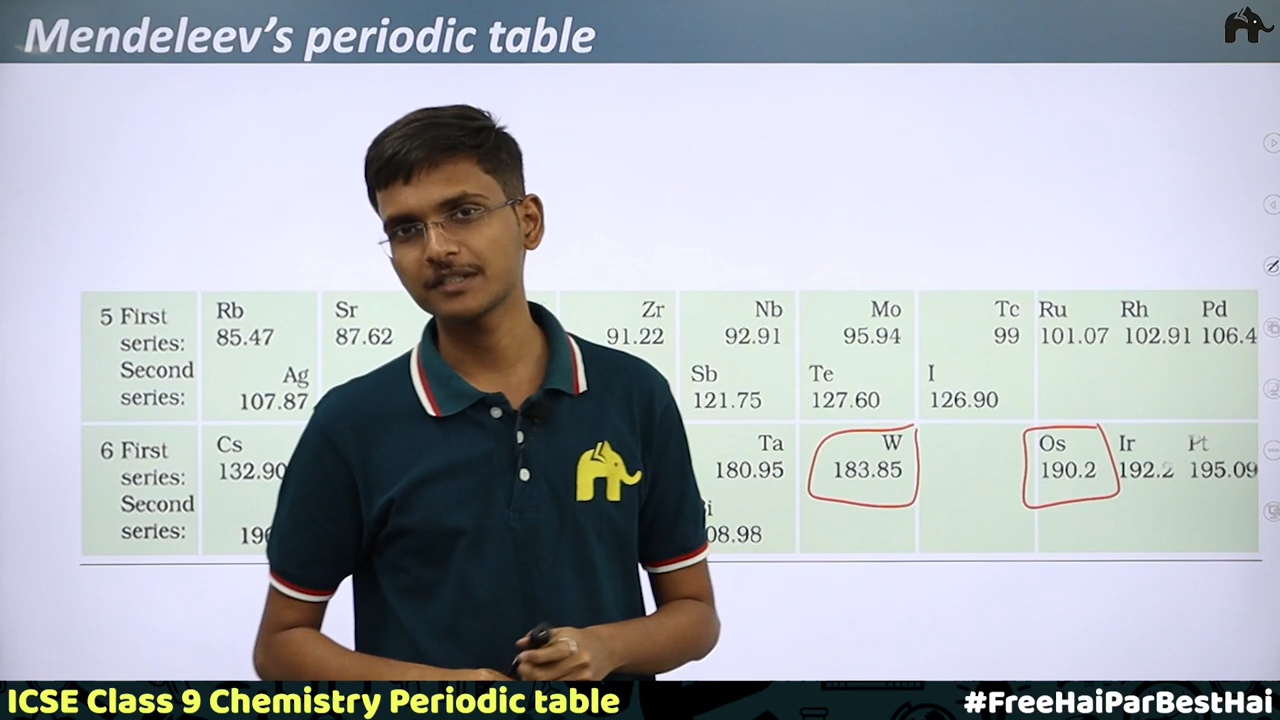 Mendeleev's periodic table
5 First Rb Sr Zr Nb Mo Tc Ru Rh Pd
series: 85.47 87.62 91.22 92.91 95.94 99 101.07 102.91 106.4
Second Ag Sb Te I
series: 107.87 121.75 127.60 126.90
6 First Cs Ta W Os Ir Pt
series: 132.90 180.95 183.85 190.2 192.2 195.09
Second
series:
ICSE Class 9 Chemistry Periodic table #FreeHaiParBestHai